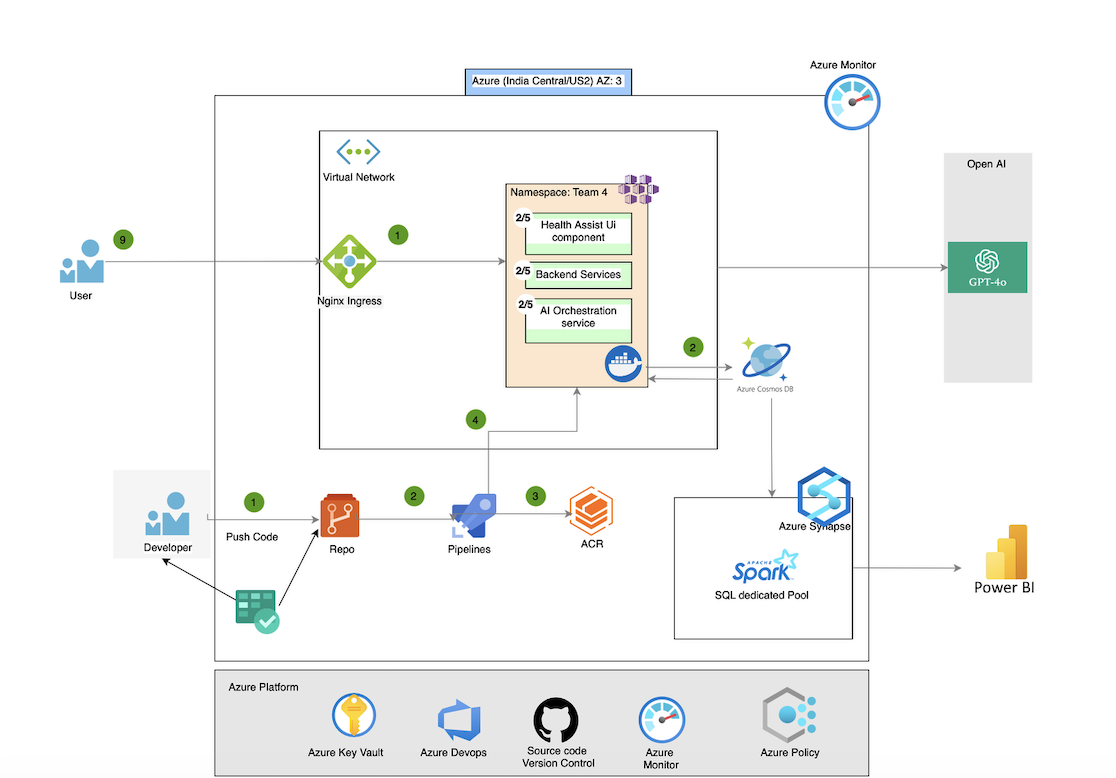 Azure Monitor
Azure (India Central/US2) AZ: 3
Virtual Network
Open AI
Namespace: Team 4
2/5
Health Assist Ui
component
9
1
2/5
Backend Services
GPT-4o
User
Nginx Ingress
2/5
AI Orchestration
service
2
Azure Cosmos DB
4
1
2
3
Push Code
Developer
Repo
Pipelines
ACR
Azure Synapse
APACHE
Spark
SQL dedicated Pool
Power BI
Azure Platform
Azure Key Vault
Azure Devops
Source code
Version Control
Azure
Monitor
Azure Policy